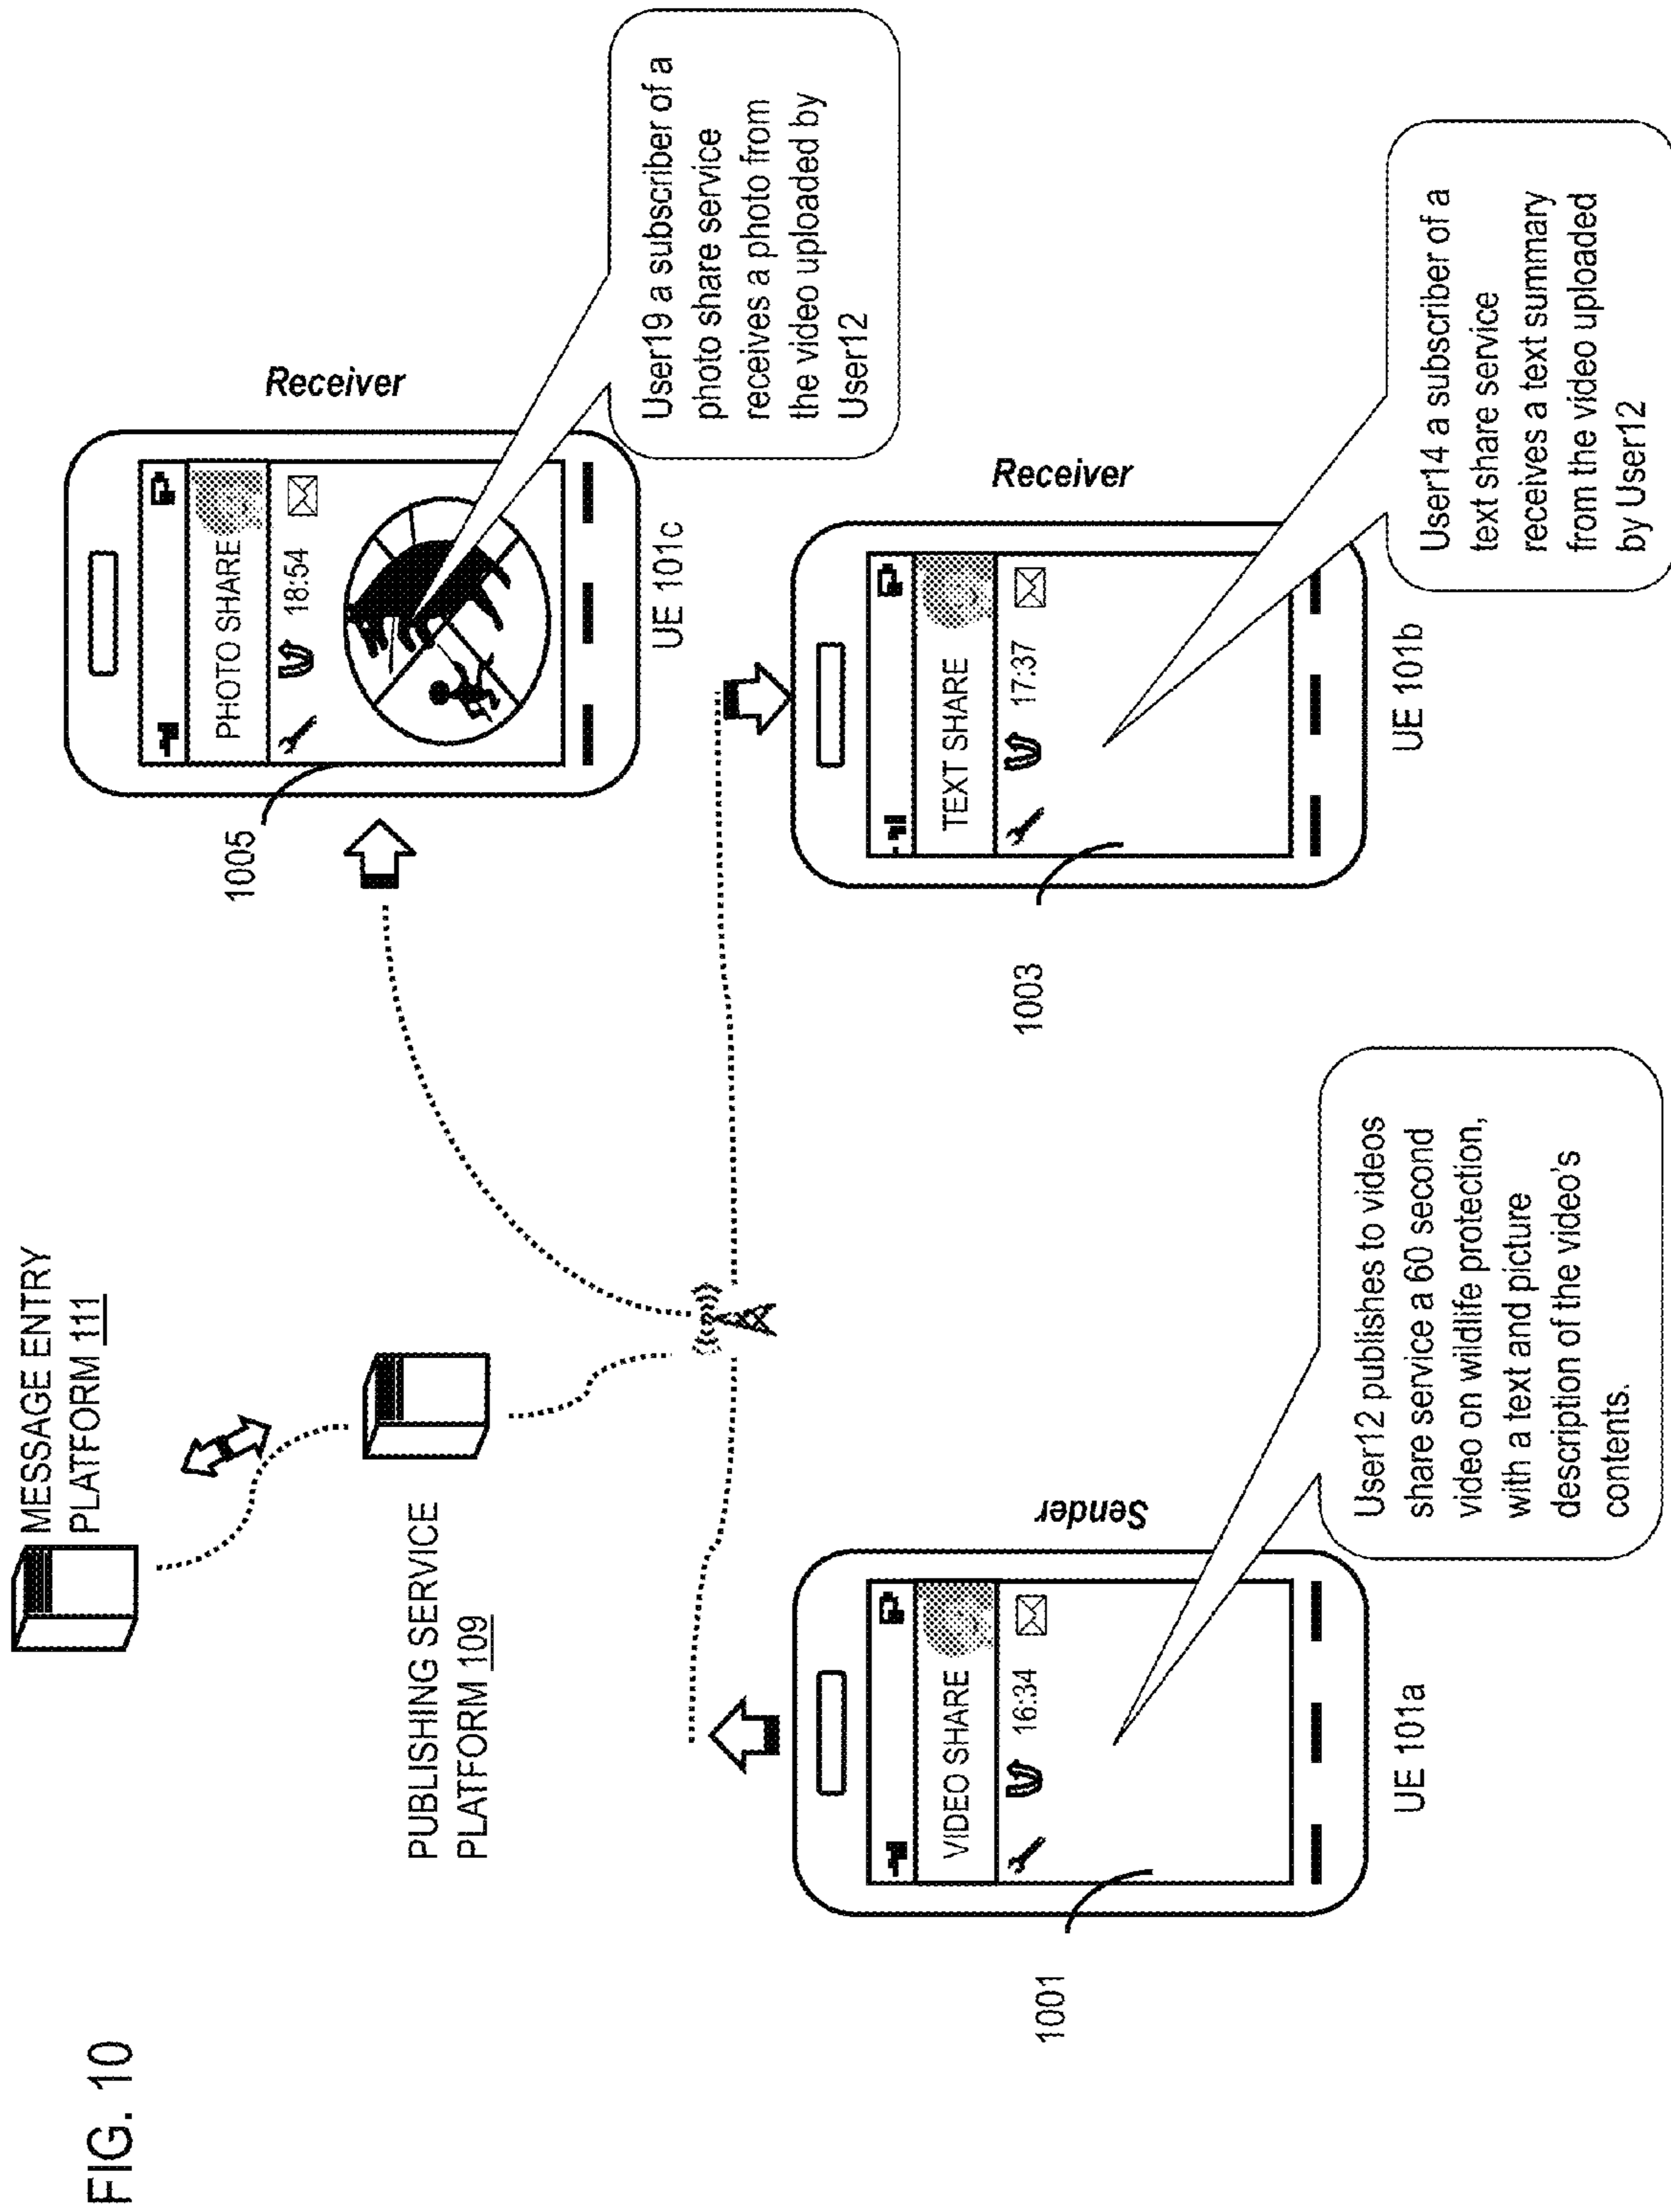 FIG. 10
MESSAGE ENTRY
PLATFORM 111
PUBLISHING SERVICE
PLATFORM 109
1005
PHOTO SHARE
18:54
UE 101c
Receiver
User19 a subscriber of a
photo share service
receives a photo from
the video uploaded by
User12
1001
VIDEO SHARE
16:34
UE 101a
Sender
User12 publishes to videos
share service a 60 second
video on wildlife protection,
with a text and picture
description of the video's
contents.
1003
TEXT SHARE
17:37
UE 101b
Receiver
User14 a subscriber of a
text share service
receives a text summary
from the video uploaded
by User12